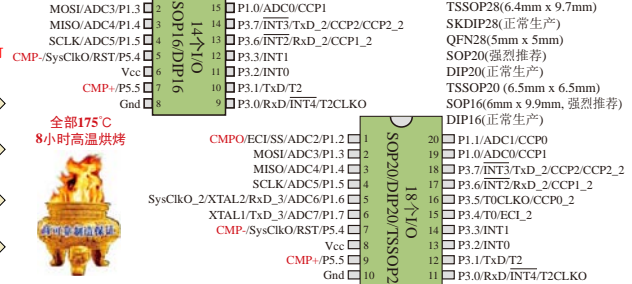 MOSI/ADC3/P1.3 2 15 P1.0/ADC0/CCP1
MISO/ADC4/P1.4 3 14 P3.7/INT3/TxD_2/CCP2/CCP2_2
SCLK/ADC5/P1.5 4 13 P3.6/INT2/RxD_2/CCP1_2
CMP-/SysClkO/RST/P5.4 5 12 P3.3/INT1
Vcc 6 11 P3.2/INT0
CMP+/P5.5 7 10 P3.1/TxD/T2
Gnd 8 9 P3.0/RxD/INT4/T2CLKO
SOP16/DIP16
14个I/O
TSSOP28(6.4mm x 9.7mm)
SKDIP28(正常生产)
QFN28(5mm x 5mm)
SOP20(强烈推荐)
DIP20(正常生产)
TSSOP20 (6.5mm x 6.5mm)
SOP16(6mm x 9.9mm, 强烈推荐)
DIP16(正常生产)
全部175℃
8小时高温烘烤
CMPO/ECI/SS/ADC2/P1.2 1 20 P1.1/ADC1/CCP0
MOSI/ADC3/P1.3 2 19 P1.0/ADC0/CCP1
MISO/ADC4/P1.4 3 18 P3.7/INT3/TxD_2/CCP2/CCP2_2
SCLK/ADC5/P1.5 4 17 P3.6/INT2/RxD_2/CCP1_2
SysClkO_2/XTAL2/RxD_3/ADC6/P1.6 5 16 P3.5/T0CLKO/CCP0_2
XTAL1/TxD_3/ADC7/P1.7 6 15 P3.4/T0/ECI_2
CMP-/SysClkO/RST/P5.4 7 14 P3.3/INT1
Vcc 8 13 P3.2/INT0
CMP+/P5.5 9 12 P3.1/TxD/T2
Gnd 10 11 P3.0/RxD/INT4/T2CLKO
SOP20/DIP20/TSSOP2
18个I/O